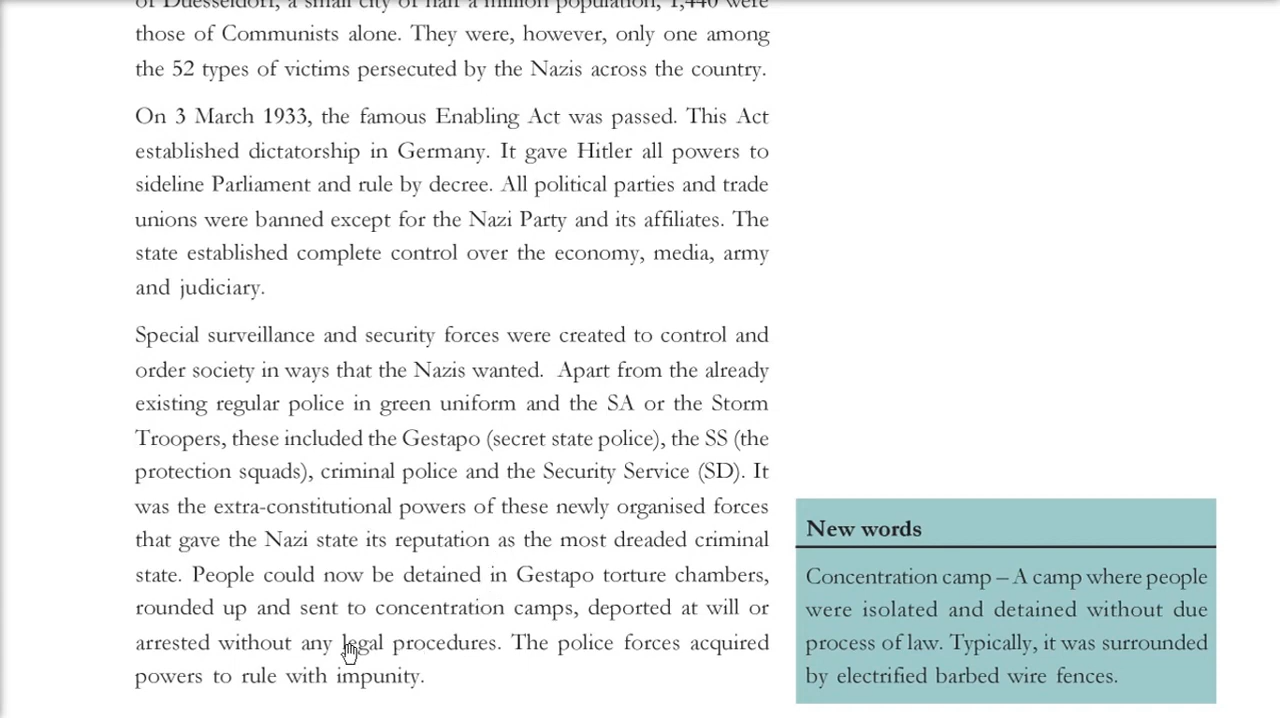 of Duesseldorf, a small city of half a million population, 1,440 were
those of Communists alone. They were, however, only one among
the 52 types of victims persecuted by the Nazis across the country.
On 3 March 1933, the famous Enabling Act was passed. This Act
established dictatorship in Germany. It gave Hitler all powers to
sideline Parliament and rule by decree. All political parties and trade
unions were banned except for the Nazi Party and its affiliates. The
state established complete control over the economy, media, army
and judiciary.
Special surveillance and security forces were created to control and
order society in ways that the Nazis wanted. Apart from the already
existing regular police in green uniform and the SA or the Storm
Troopers, these included the Gestapo (secret state police), the SS (the
protection squads), criminal police and the Security Service (SD). It
was the extra-constitutional powers of these newly organised forces
that gave the Nazi state its reputation as the most dreaded criminal
state. People could now be detained in Gestapo torture chambers,
rounded up and sent to concentration camps, deported at will or
arrested without any legal procedures. The police forces acquired
powers to rule with impunity.
New words
Concentration camp – A camp where people
were isolated and detained without due
process of law. Typically, it was surrounded
by electrified barbed wire fences.